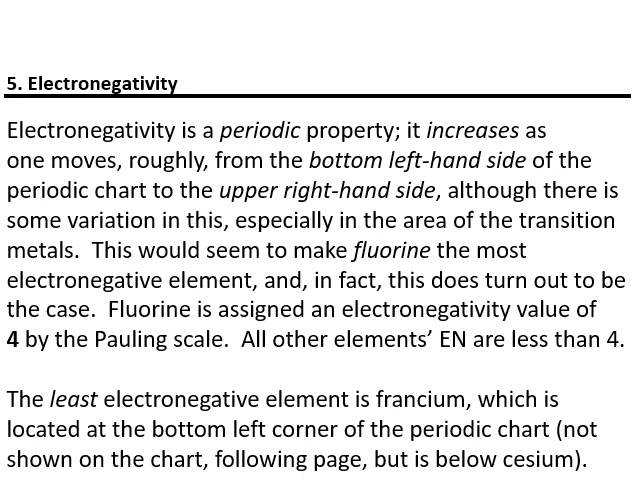 5. Electronegativity
Electronegativity is a periodic property; it increases as
one moves, roughly, from the bottom left-hand side of the
periodic chart to the upper right-hand side, although there is
some variation in this, especially in the area of the transition
metals.  This would seem to make fluorine the most
electronegative element, and, in fact, this does turn out to be
the case.  Fluorine is assigned an electronegativity value of
4 by the Pauling scale.  All other elements’ EN are less than 4.
The least electronegative element is francium, which is
located at the bottom left corner of the periodic chart (not
shown on the chart, following page, but is below cesium).